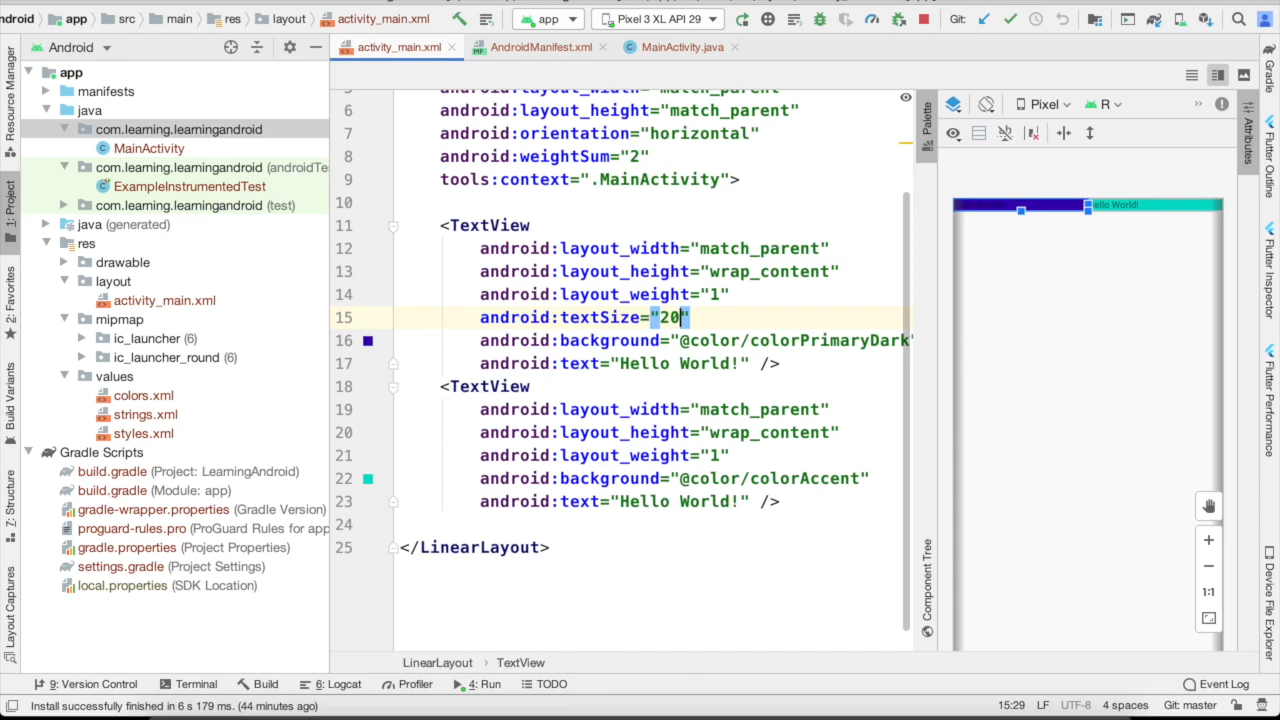 ndroid app src main res layout activity_main.xml app Pixel 3 XL API 29 Git:
Android
activity_main.xml AndroidManifest.xml MainActivity.java
Resource Manager
1: Project
2: Favorites
Build Variants
Z: Structure
Layout Captures
app
manifests
java
com.learning.learningandroid
MainActivity
com.learning.learningandroid (androidTe
ExampleInstrumentedTest
com.learning.learningandroid (test)
java (generated)
res
drawable
layout
activity_main.xml
mipmap
ic_launcher (6)
ic_launcher_round (6)
values
colors.xml
strings.xml
styles.xml
Gradle Scripts
build.gradle (Project: LearningAndroid)
build.gradle (Module: app)
gradle-wrapper.properties (Gradle Version)
proguard-rules.pro (ProGuard Rules for app
gradle.properties (Project Properties)
settings.gradle (Project Settings)
local.properties (SDK Location)
5 android:layout_width="match_parent"
6 android:layout_height="match_parent"
7 android:orientation="horizontal"
8 android:weightSum="2"
9 tools:context=".MainActivity">
10
11 <TextView
12 android:layout_width="match_parent"
13 android:layout_height="wrap_content"
14 android:layout_weight="1"
15 android:textSize="20"
16 android:background="@color/colorPrimaryDark"
17 android:text="Hello World!" />
18 <TextView
19 android:layout_width="match_parent"
20 android:layout_height="wrap_content"
21 android:layout_weight="1"
22 android:background="@color/colorAccent"
23 android:text="Hello World!" />
24
25 </LinearLayout>
LinearLayout › TextView
Palette
Component Tree
Pixel R
Hello World!
1:1
Attributes
Gradle
Flutter Outline
Flutter Inspector
Flutter Performance
Device File Explorer
9: Version Control Terminal Build 6: Logcat Profiler 4: Run TODO Event Log
Install successfully finished in 6 s 179 ms. (44 minutes ago) 15:29 LF UTF-8 4 spaces Git: master